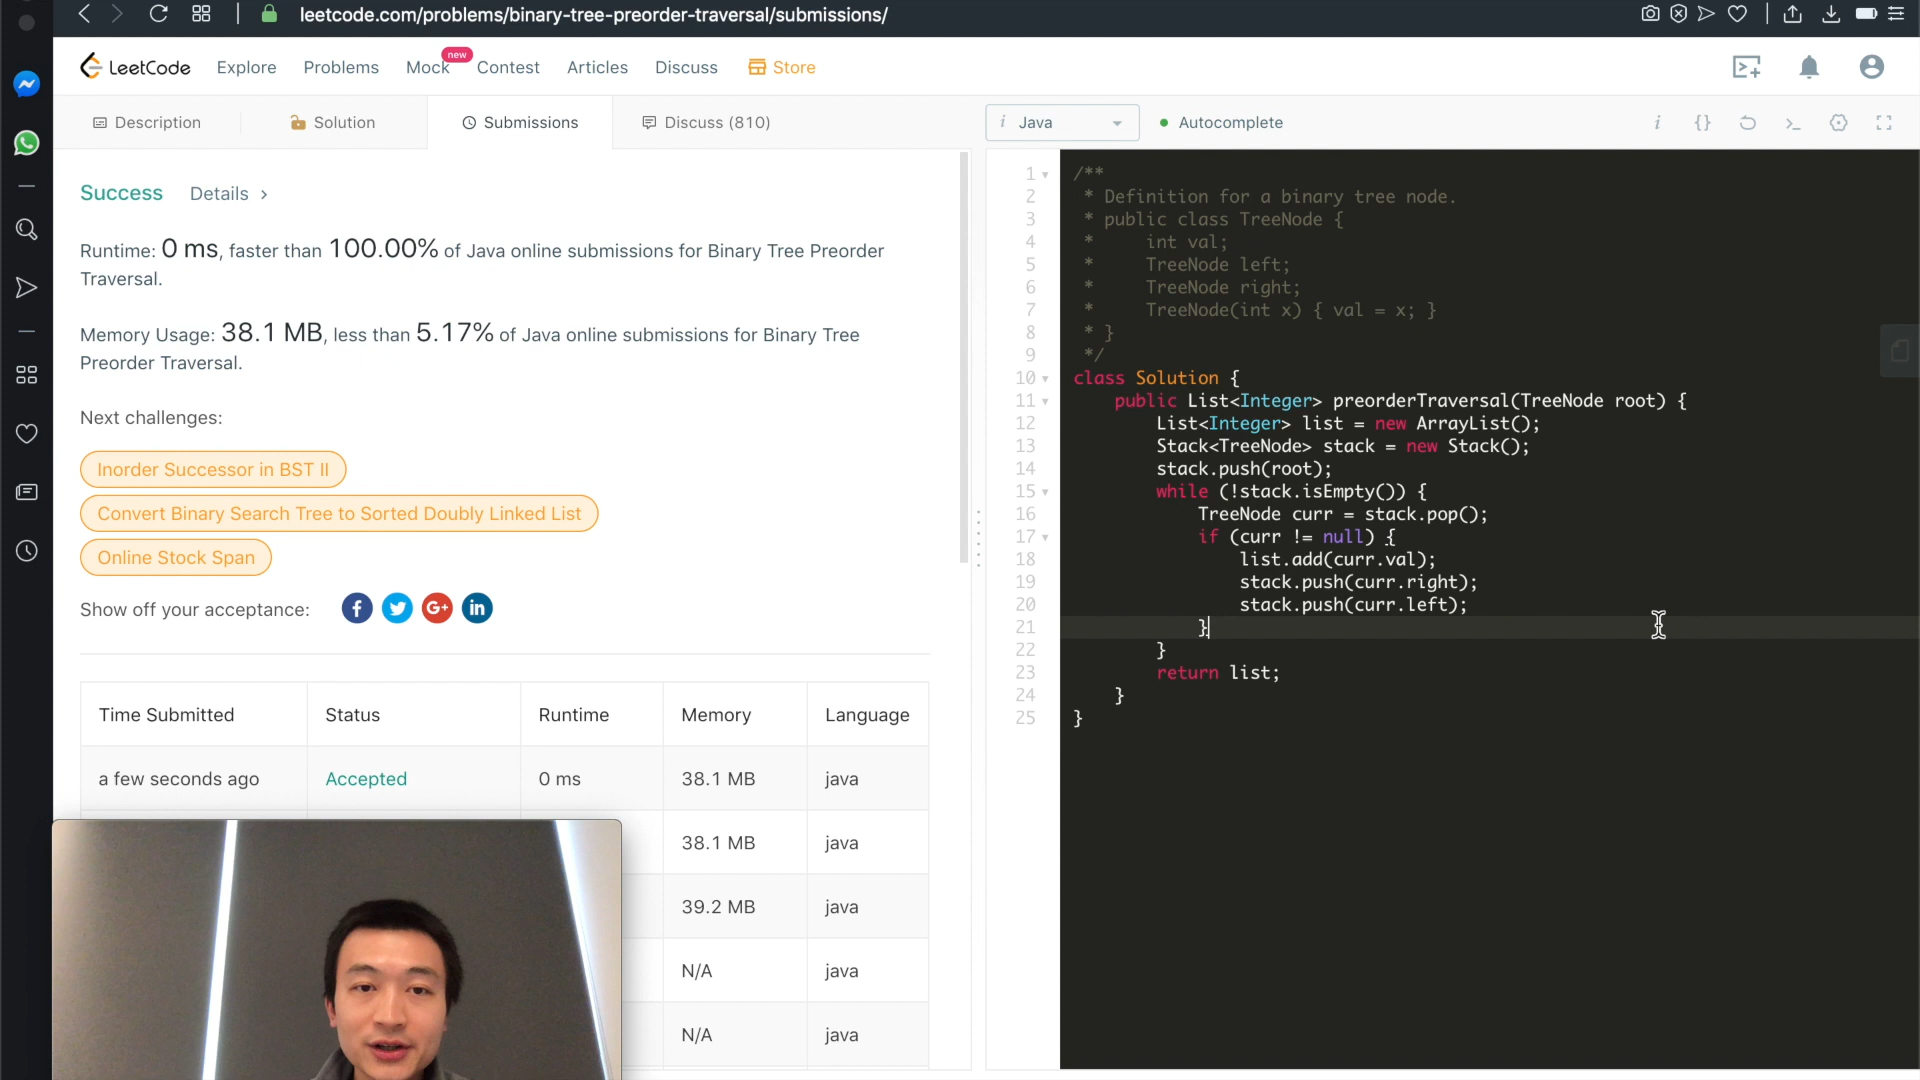 leetcode.com/problems/binary-tree-preorder-traversal/submissions/
LeetCode
Explore
Problems
Mock
new
Contest
Articles
Discuss
Store
Description
Solution
Submissions
Discuss (810)
i Java
Autocomplete
Success
Details >
Runtime: 0 ms, faster than 100.00% of Java online submissions for Binary Tree Preorder
Traversal.
Memory Usage: 38.1 MB, less than 5.17% of Java online submissions for Binary Tree
Preorder Traversal.
Next challenges:
Inorder Successor in BST II
Convert Binary Search Tree to Sorted Doubly Linked List
Online Stock Span
Show off your acceptance:
Time Submitted Status Runtime Memory Language
a few seconds ago Accepted 0 ms 38.1 MB java
38.1 MB java
39.2 MB java
N/A java
N/A java
1 /**
2 * Definition for a binary tree node.
3 * public class TreeNode {
4 * int val;
5 * TreeNode left;
6 * TreeNode right;
7 * TreeNode(int x) { val = x; }
8 * }
9 */
10 class Solution {
11 public List<Integer> preorderTraversal(TreeNode root) {
12 List<Integer> list = new ArrayList();
13 Stack<TreeNode> stack = new Stack();
14 stack.push(root);
15 while (!stack.isEmpty()) {
16 TreeNode curr = stack.pop();
17 if (curr != null) {
18 list.add(curr.val);
19 stack.push(curr.right);
20 stack.push(curr.left);
21 }
22 }
23 return list;
24 }
25 }